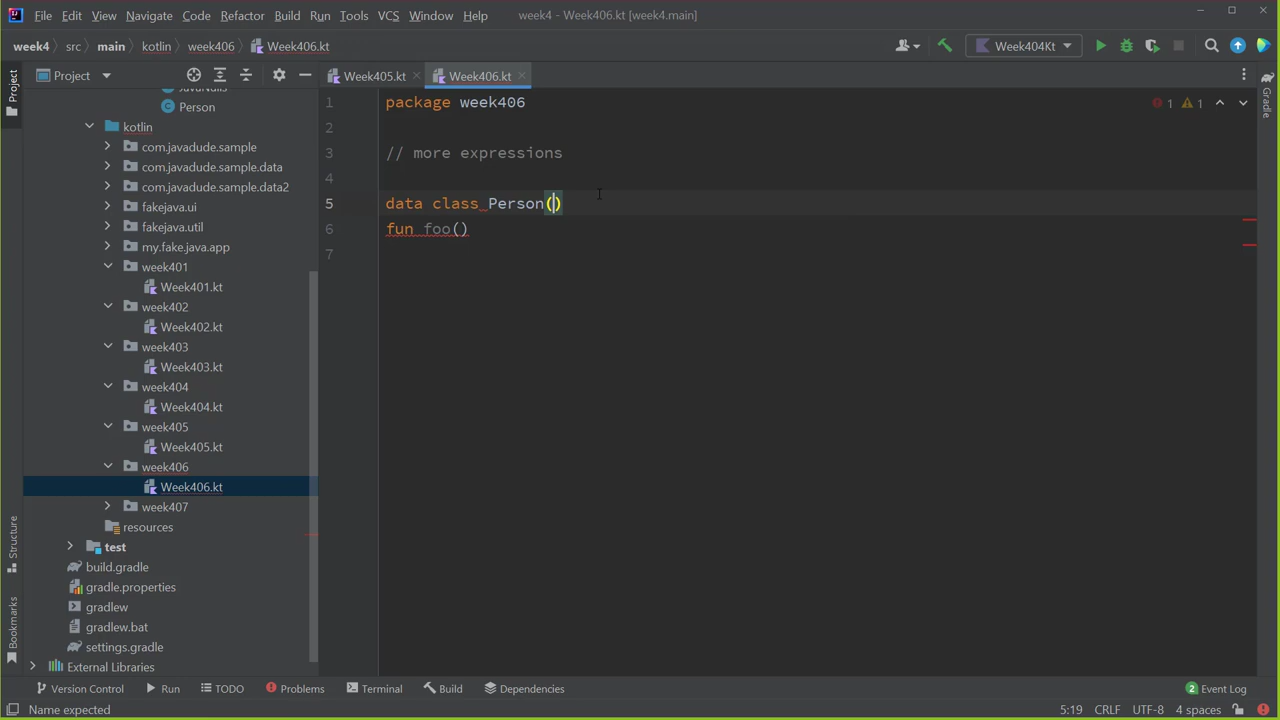 File Edit View Navigate Code Refactor Build Run Tools VCS Window Help week4 - Week406.kt [week4.main]
week4 src main kotlin week406 Week406.kt Week404Kt
Project Project Week405.kt Week406.kt Gradle
1 package week406 1 1
2
3 // more expressions
4
5 data class Person()
6 fun foo()
7
Person
kotlin
com.javadude.sample
com.javadude.sample.data
com.javadude.sample.data2
fakejava.ui
fakejava.util
my.fake.java.app
week401
Week401.kt
week402
Week402.kt
week403
Week403.kt
week404
Week404.kt
week405
Week405.kt
week406
Week406.kt
week407
resources
test
build.gradle
gradle.properties
gradlew
gradlew.bat
settings.gradle
External Libraries
Structure
Bookmarks
Version Control Run TODO Problems Terminal Build Dependencies 2 Event Log
Name expected 5:19 CRLF UTF-8 4 spaces